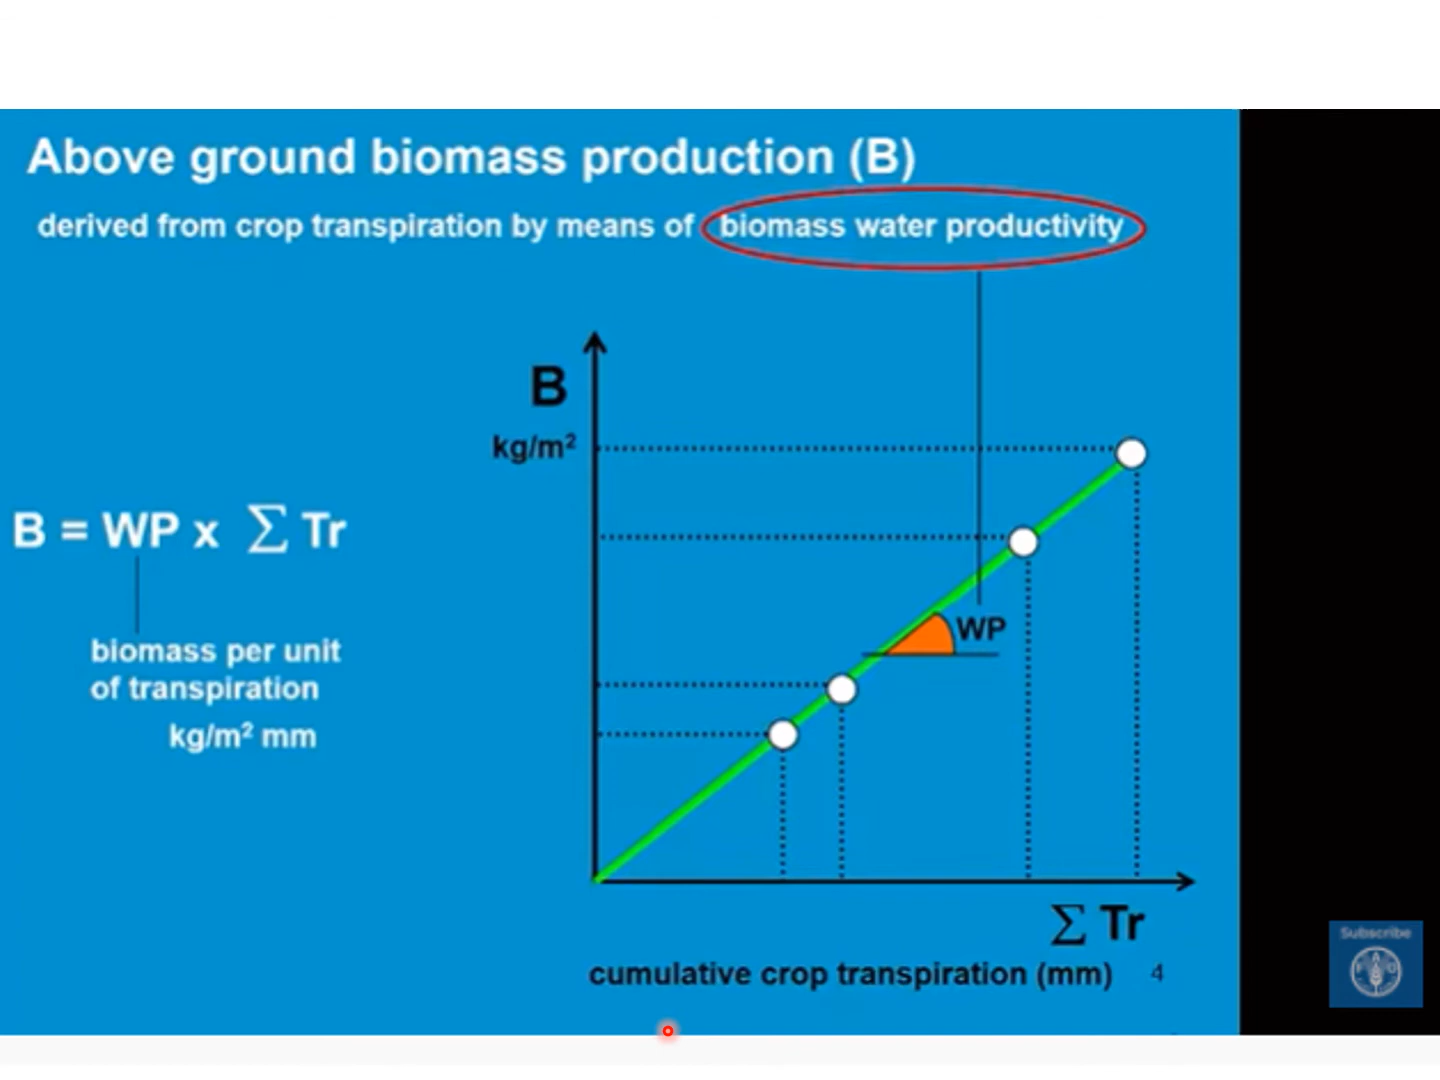 Above ground biomass production (B)
derived from crop transpiration by means of biomass water productivity
B
kg/m²
B = WP x ∑ Tr
WP
biomass per unit
of transpiration
kg/m² mm
∑ Tr
cumulative crop transpiration (mm) 4
Subscribe
F A O